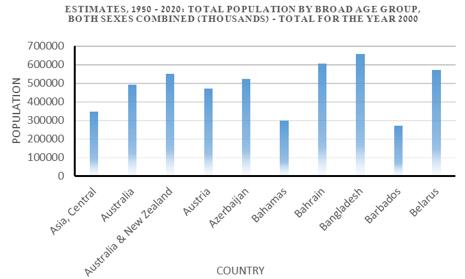 ESTIMATES, 1950 - 2020: TOTAL POPULATION BY BROAD AGE GROUP,
BOTH SEXES COMBINED (THOUSANDS) - TOTAL FOR THE YEAR 2000
POPULATION
700000
600000
500000
400000
300000
200000
100000
0
Asia, Central
Australia
Australia & New Zealand
Austria
Azerbaijan
Bahamas
Bahrain
Bangladesh
Barbados
Belarus
COUNTRY